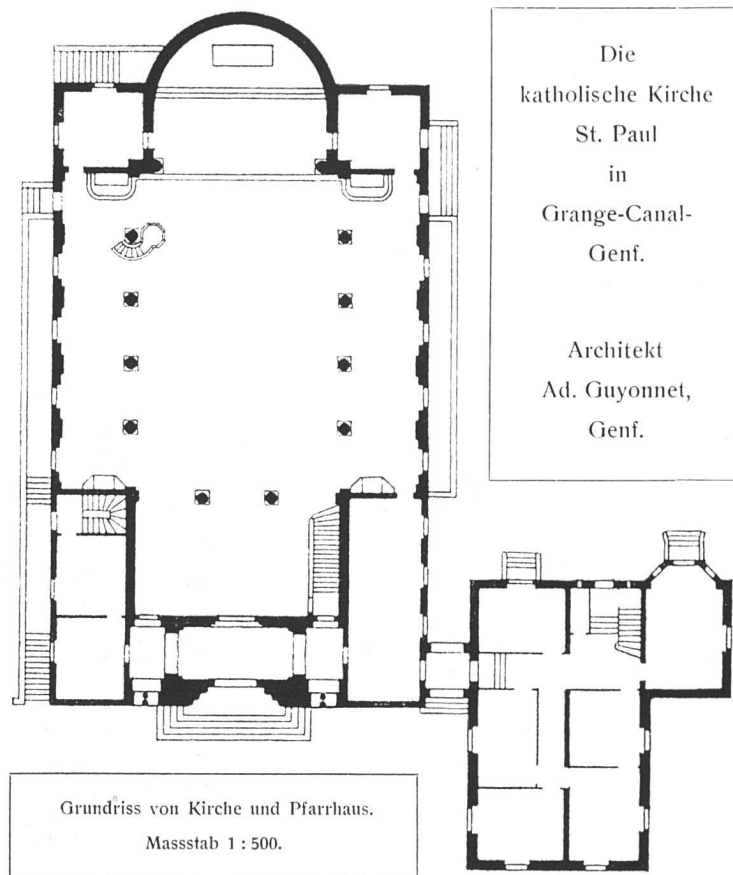 Die
katholische Kirche
St. Paul
in
Grange-Canal-
Genf.
Architekt
Ad. Guyonnet,
Genf.
Grundriss von Kirche und Pfarrhaus.
Massstab 1 : 500.